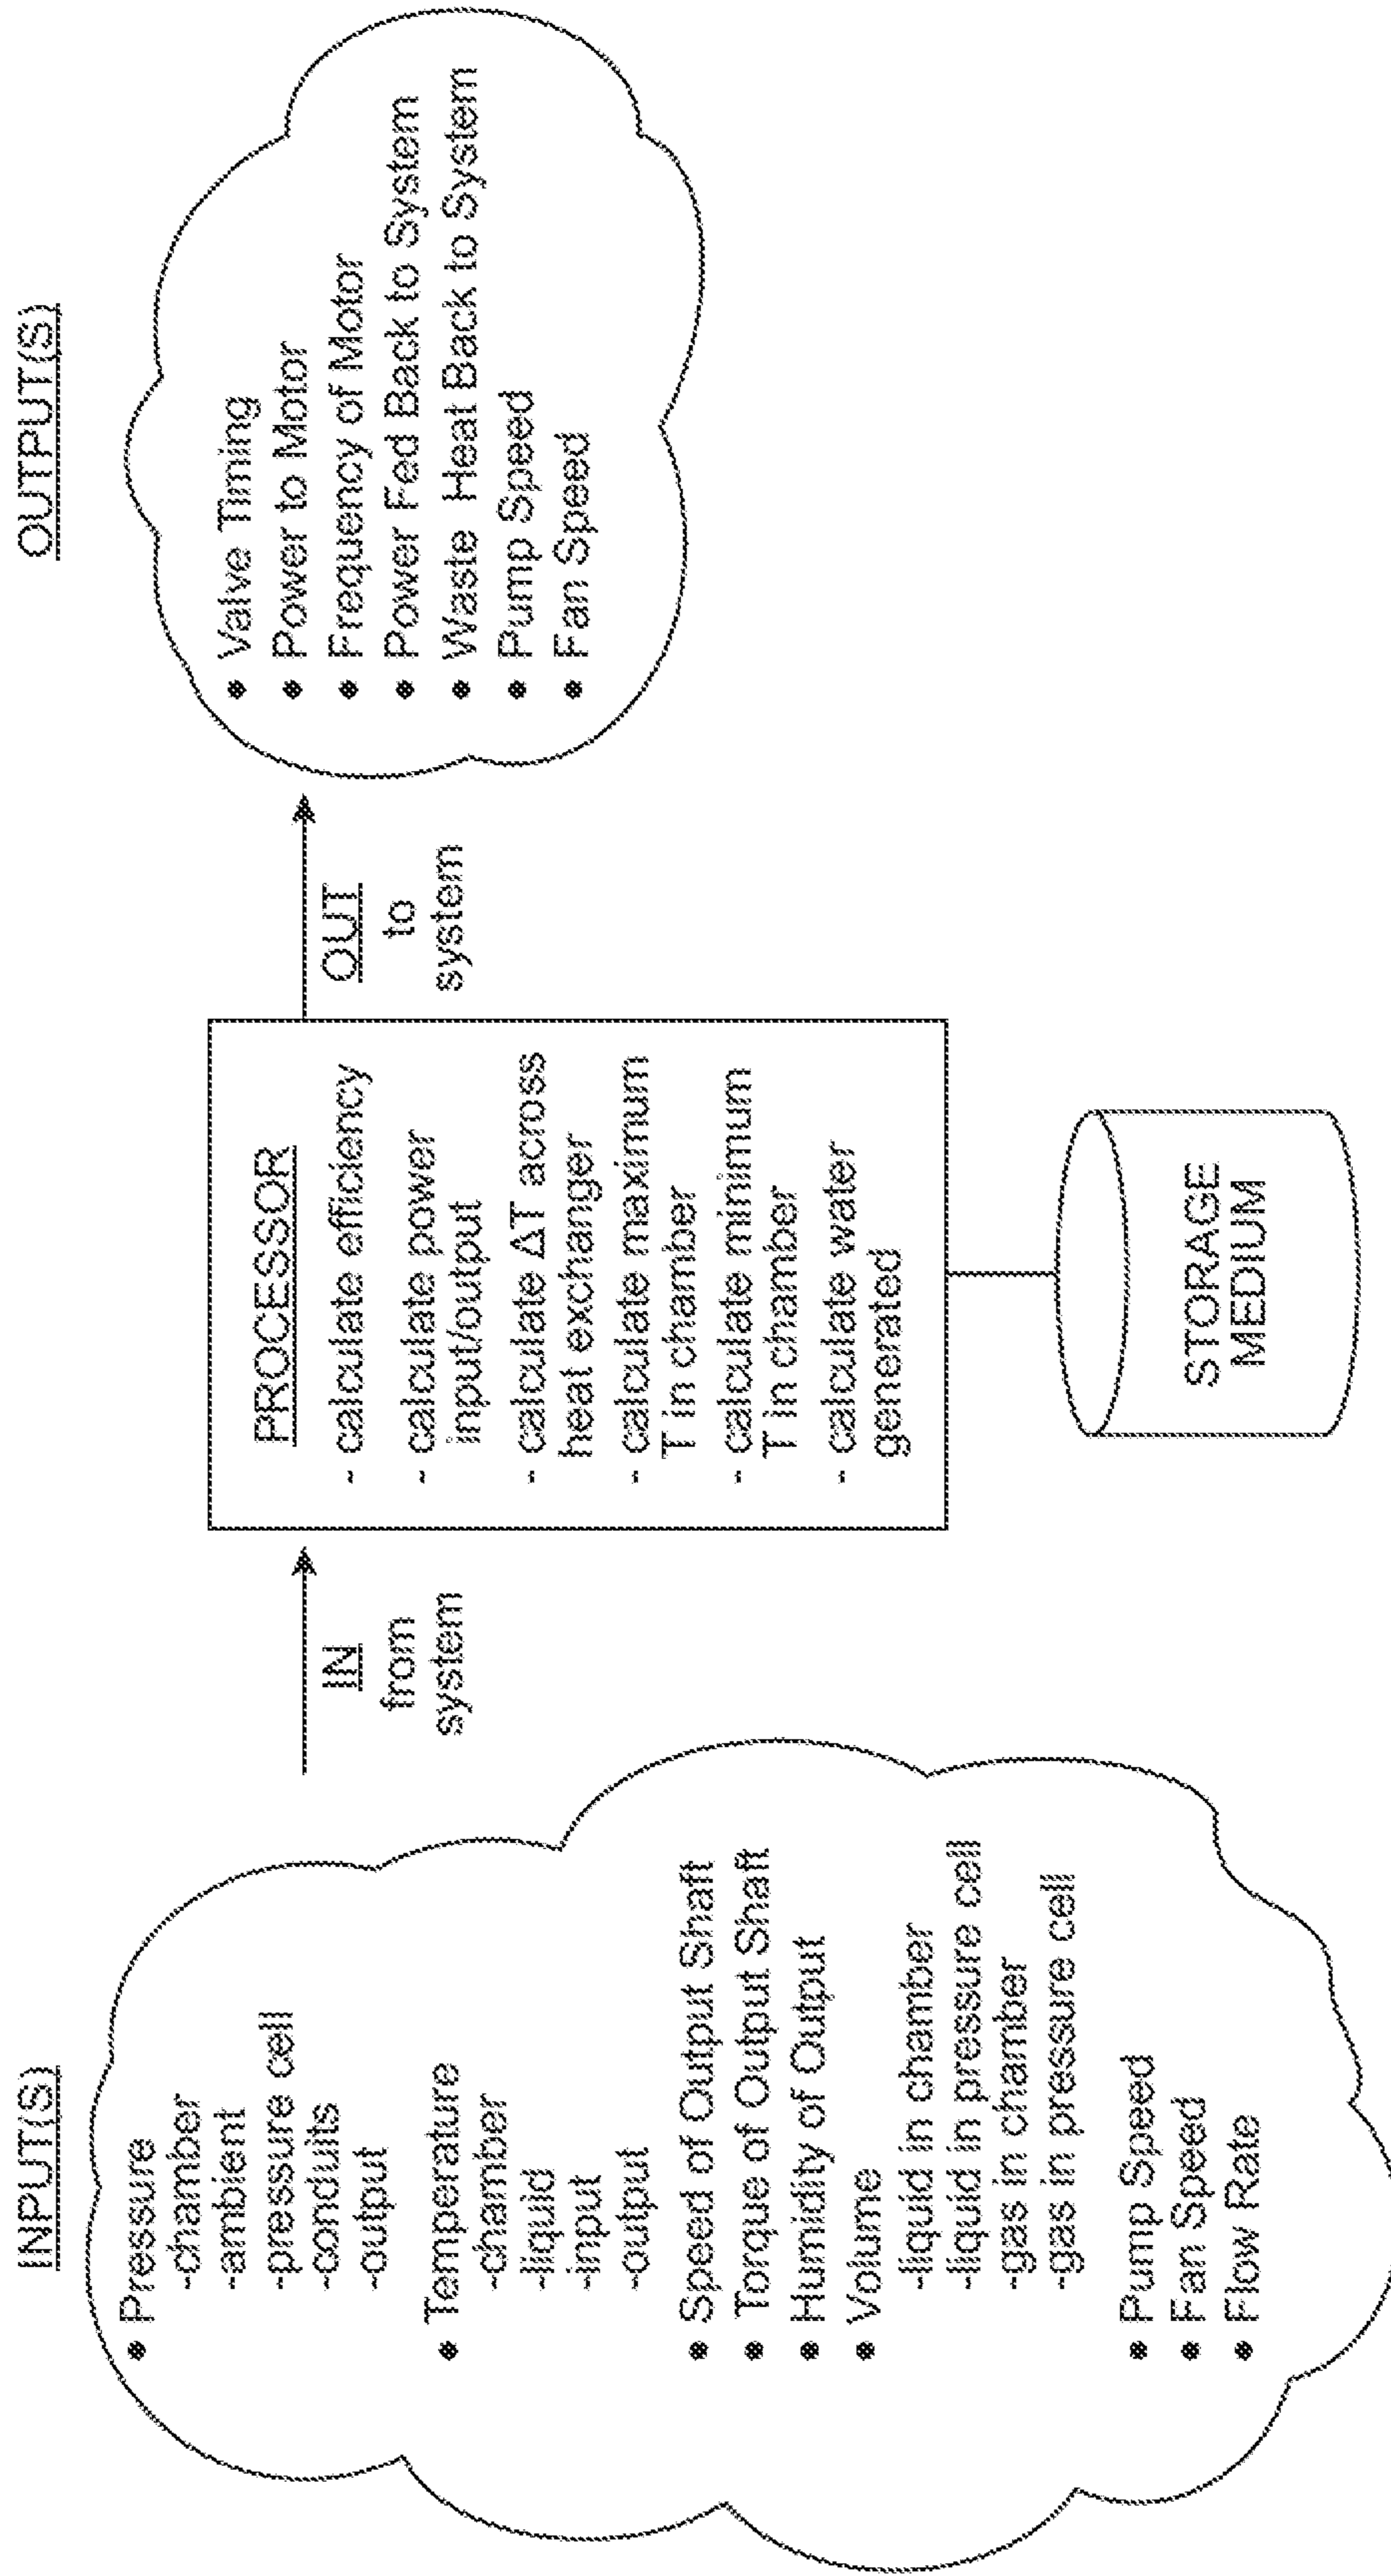 INPUT(S)
● Pressure
-chamber
-ambient
-pressure cell
-conduits
-output
● Temperature
-chamber
-liquid
-input
-output
● Speed of Output Shaft
● Torque of Output Shaft
● Humidity of Output
● Volume
-liquid in chamber
-liquid in pressure cell
-gas in chamber
-gas in pressure cell
● Pump Speed
● Fan Speed
● Flow Rate
IN
from
system
PROCESSOR
- calculate efficiency
- calculate power
input/output
- calculate ΔT across
heat exchanger
- calculate maximum
T in chamber
- calculate minimum
T in chamber
- calculate water
generated
STORAGE
MEDIUM
OUT
to
system
OUTPUT(S)
● Valve Timing
● Power to Motor
● Frequency of Motor
● Power Fed Back to System
● Waste Heat Back to System
● Pump Speed
● Fan Speed